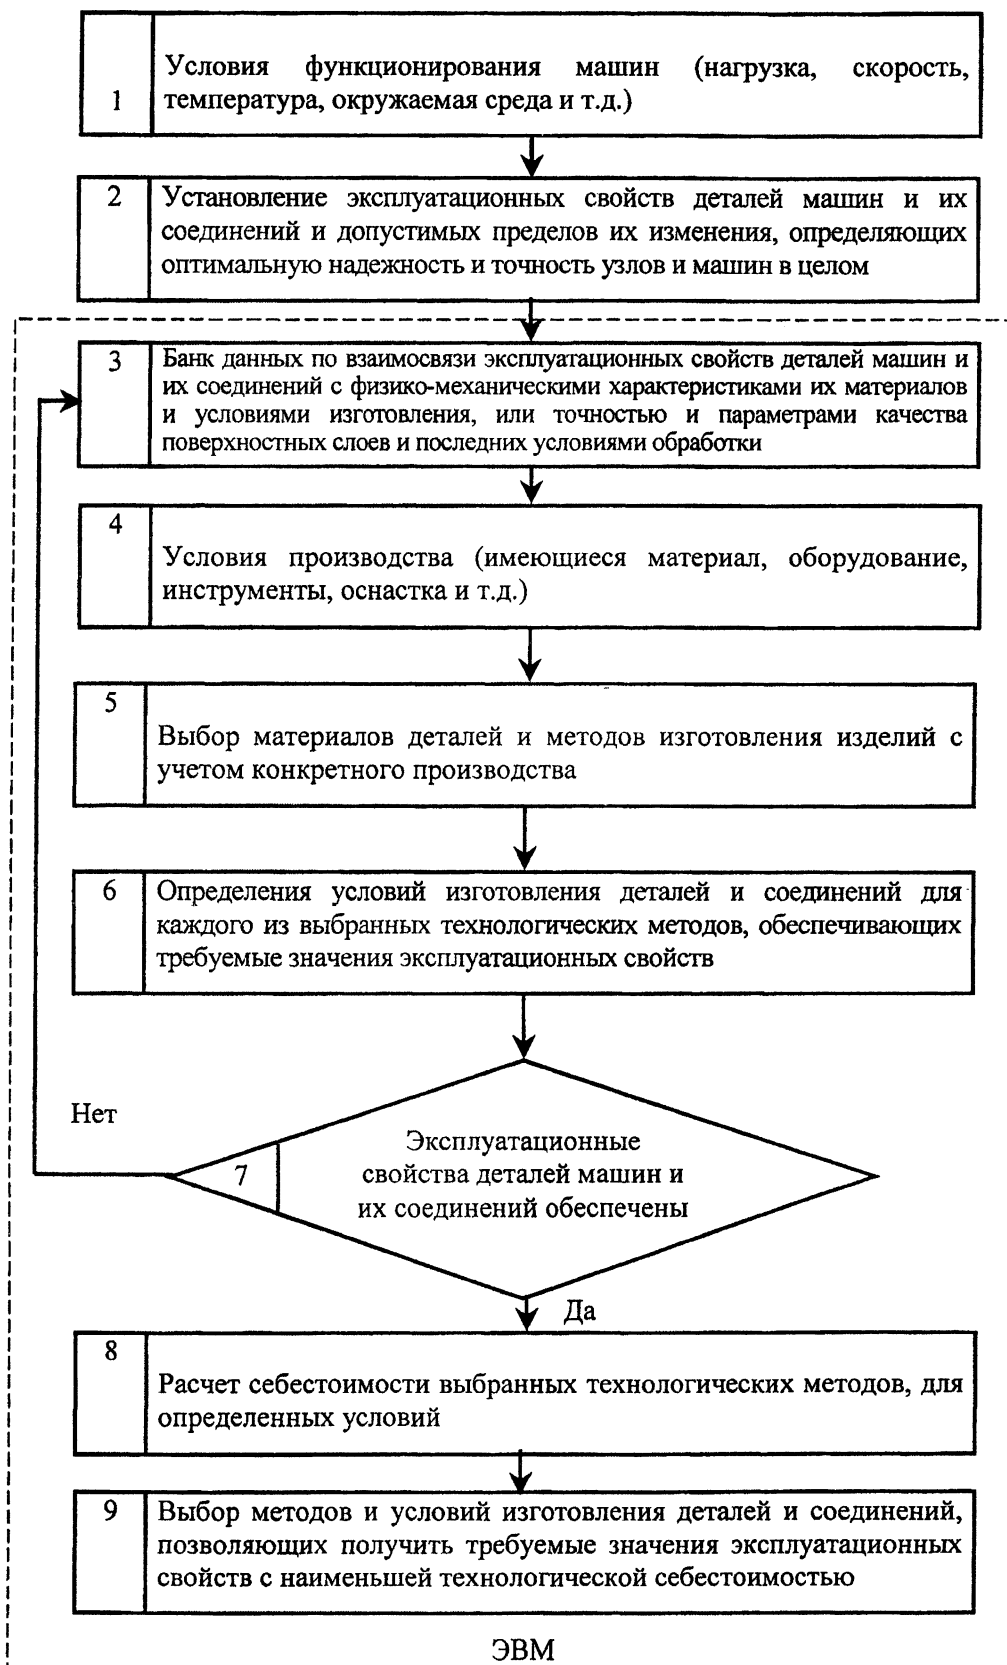 1
Условия функционирования машин (нагрузка, скорость,
температура, окружаемая среда и т.д.)
2
Установление эксплуатационных свойств деталей машин и их
соединений и допустимых пределов их изменения, определяющих
оптимальную надежность и точность узлов и машин в целом
3
Банк данных по взаимосвязи эксплуатационных свойств деталей машин и
их соединений с физико-механическими характеристиками их материалов
и условиями изготовления, или точностью и параметрами качества
поверхностных слоев и последних условиями обработки
4
Условия производства (имеющиеся материал, оборудование,
инструменты, оснастка и т.д.)
5
Выбор материалов деталей и методов изготовления изделий с
учетом конкретного производства
6
Определения условий изготовления деталей и соединений для
каждого из выбранных технологических методов, обеспечивающих
требуемые значения эксплуатационных свойств
Нет
7
Эксплуатационные
свойства деталей машин и
их соединений обеспечены
Да
8
Расчет себестоимости выбранных технологических методов, для
определенных условий
9
Выбор методов и условий изготовления деталей и соединений,
позволяющих получить требуемые значения эксплуатационных
свойств с наименьшей технологической себестоимостью
ЭВМ